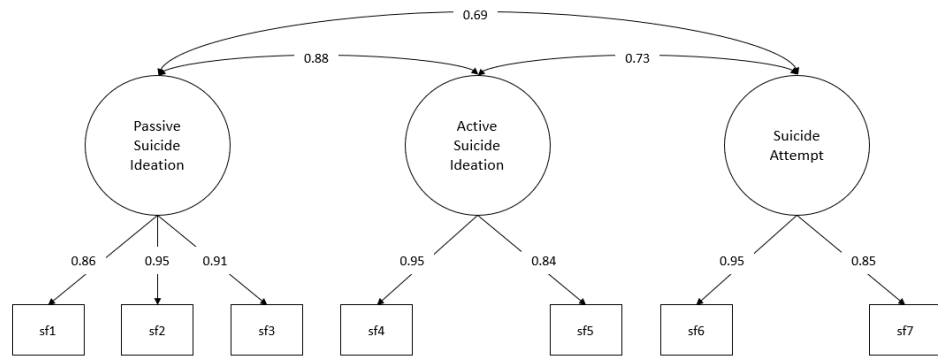 0.69
0.88
0.73
Passive
Suicide
Ideation
Active
Suicide
Ideation
Suicide
Attempt
0.86
0.95
0.91
0.95
0.84
0.95
0.85
sf1
sf2
sf3
sf4
sf5
sf6
sf7